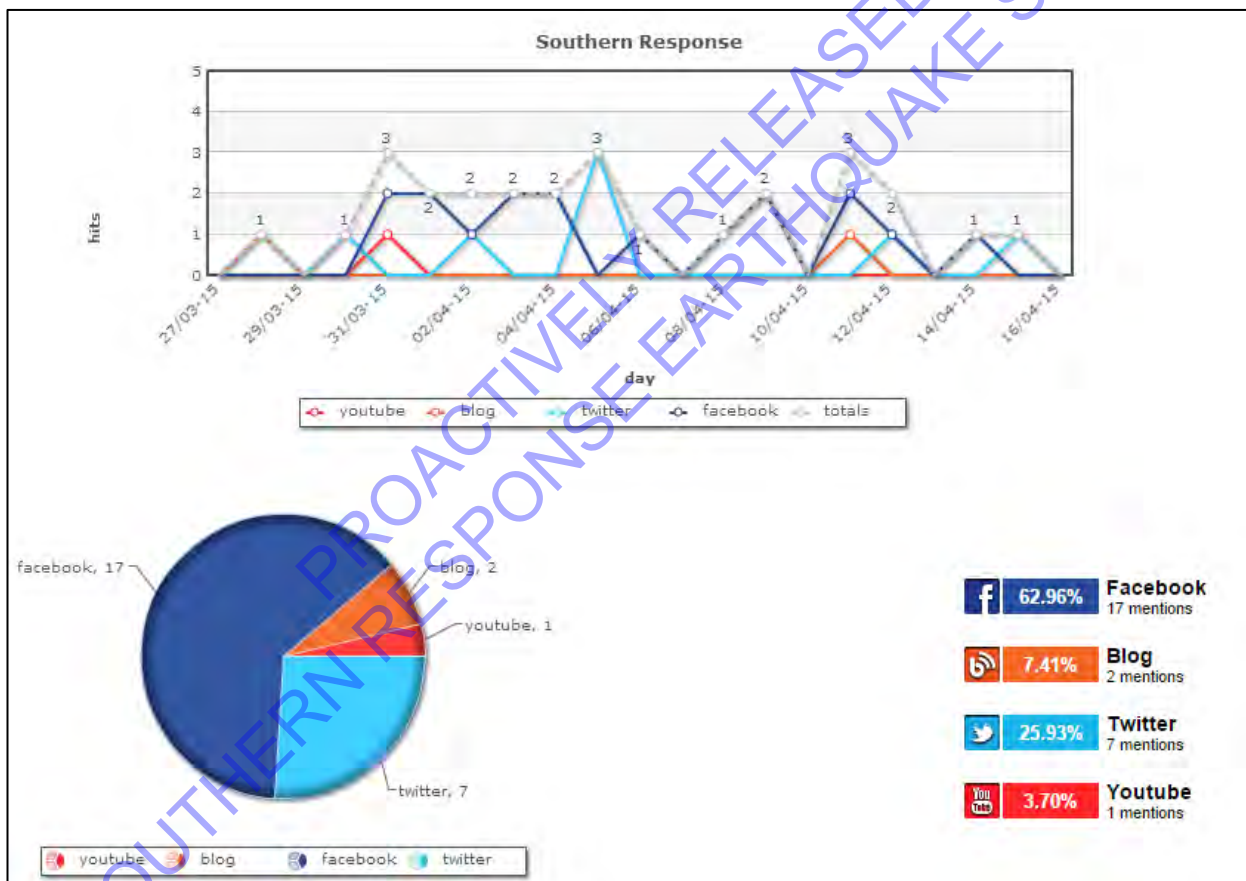 Southern Response
5
4
3
2
1
0
hits
1
1
3
2
2
2
2
3
1
1
2
3
2
1
1
27/03-15
29/03-15
31/03-15
02/04-15
04/04-15
06/04-15
08/04-15
10/04-15
12/04-15
14/04-15
16/04-15
day
youtube blog twitter facebook totals
facebook, 17
blog, 2
youtube, 1
twitter, 7
youtube blog facebook twitter
f 62.96% Facebook
17 mentions
b 7.41% Blog
2 mentions
25.93% Twitter
7 mentions
You Tube 3.70% Youtube
1 mentions
PROACTIVELY RELEASED
SOUTHERN RESPONSE EARTHQUAKE S